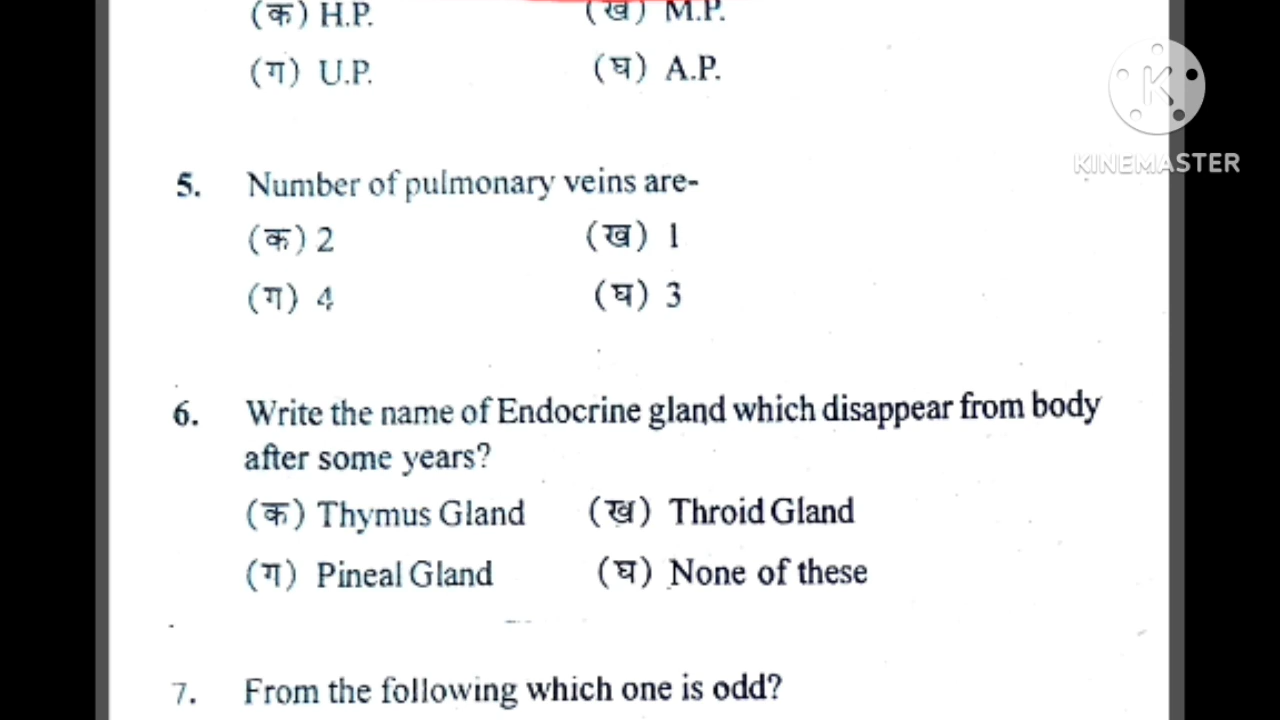 (क) H.P. (ख) M.P.
(ग) U.P. (घ) A.P.
KINEMASTER
5. Number of pulmonary veins are-
(क) 2 (ख) 1
(ग) 4 (घ) 3
6. Write the name of Endocrine gland which disappear from body
after some years?
(क) Thymus Gland (ख) Throid Gland
(ग) Pineal Gland (घ) None of these
7. From the following which one is odd?